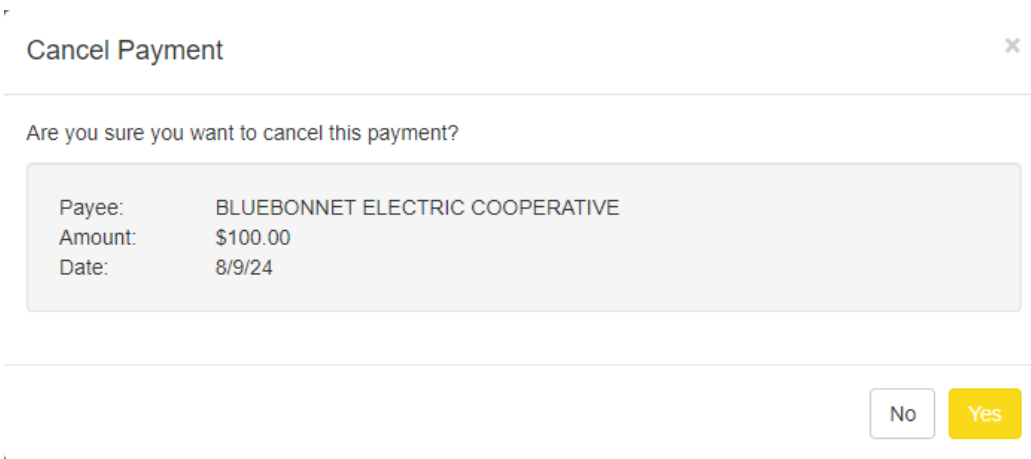 Cancel Payment ×
Are you sure you want to cancel this payment?
Payee: BLUEBONNET ELECTRIC COOPERATIVE
Amount: $100.00
Date: 8/9/24
No Yes